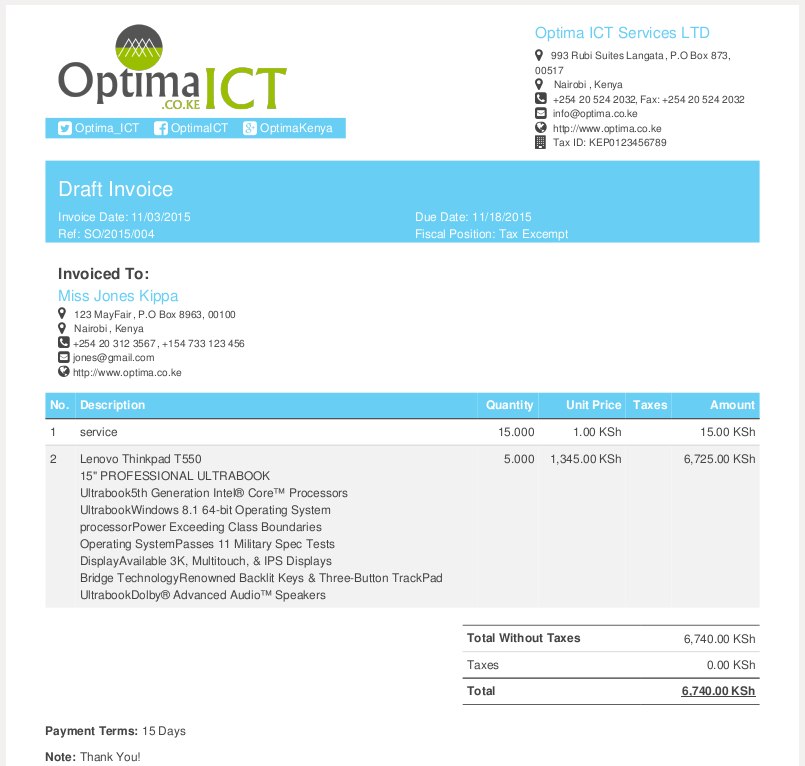 Optima ICT
.CO.KE
Optima_ICT OptimaICT OptimaKenya
Optima ICT Services LTD
993 Rubi Suites Langata, P.O Box 873,
00517
Nairobi , Kenya
+254 20 524 2032, Fax: +254 20 524 2032
info@optima.co.ke
http://www.optima.co.ke
Tax ID: KEP0123456789
Draft Invoice
Invoice Date: 11/03/2015 Due Date: 11/18/2015
Ref: SO/2015/004 Fiscal Position: Tax Excempt
Invoiced To:
Miss Jones Kippa
123 MayFair, P.O Box 8963, 00100
Nairobi , Kenya
+254 20 312 3567, +154 733 123 456
jones@gmail.com
http://www.optima.co.ke
No. Description Quantity Unit Price Taxes Amount
1 service 15.000 1.00 KSh 15.00 KSh
2 Lenovo Thinkpad T550 5.000 1,345.00 KSh 6,725.00 KSh
15" PROFESSIONAL ULTRABOOK
Ultrabook5th Generation Intel® Core™ Processors
UltrabookWindows 8.1 64-bit Operating System
processorPower Exceeding Class Boundaries
Operating SystemPasses 11 Military Spec Tests
DisplayAvailable 3K, Multitouch, & IPS Displays
Bridge TechnologyRenowned Backlit Keys & Three-Button TrackPad
UltrabookDolby® Advanced Audio™ Speakers
Total Without Taxes 6,740.00 KSh
Taxes 0.00 KSh
Total 6,740.00 KSh
Payment Terms: 15 Days
Note: Thank You!